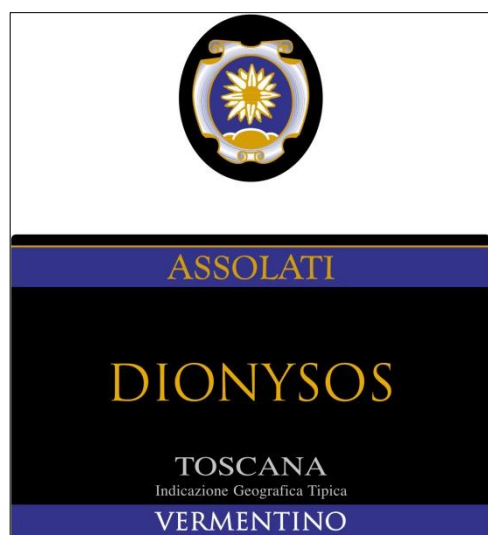 ASSOLATI
DIONYSOS
TOSCANA
Indicazione Geografica Tipica
VERMENTINO